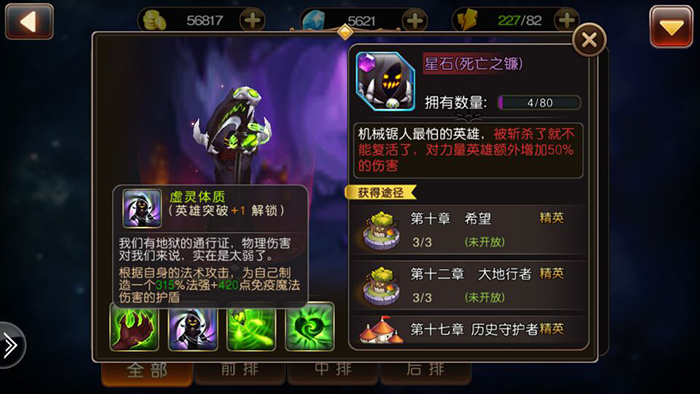 56817
5621
227/82
星石(死亡之镰)
拥有数量:
4/80
机械锯人最怕的英雄，被斩杀了就不
能复活了，对力量英雄额外增加50%
的伤害
获得途径
第十章 希望 精英
3/3 (未开放)
第十二章 大地行者 精英
3/3 (未开放)
第十七章 历史守护者 精英
虚灵体质
(英雄突破+1 解锁)
我们有地狱的通行证，物理伤害
对我们来说，实在是太弱了。
根据自身的法术攻击，为自己制
造一个315%法强+420点免疫魔法
伤害的护盾
全部
前排
中排
后排